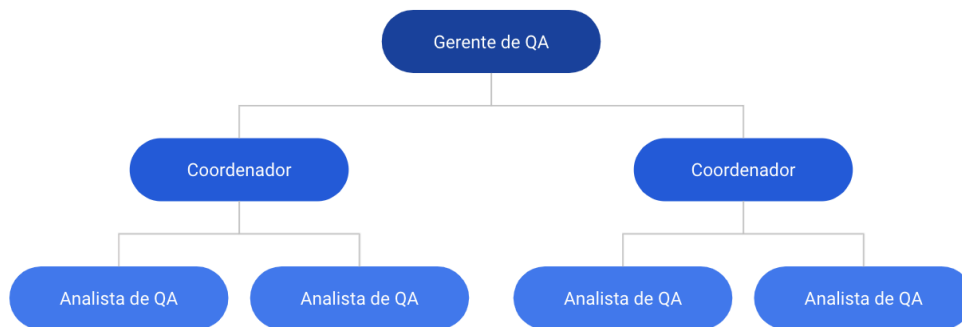 Gerente de QA
Coordenador
Coordenador
Analista de QA
Analista de QA
Analista de QA
Analista de QA